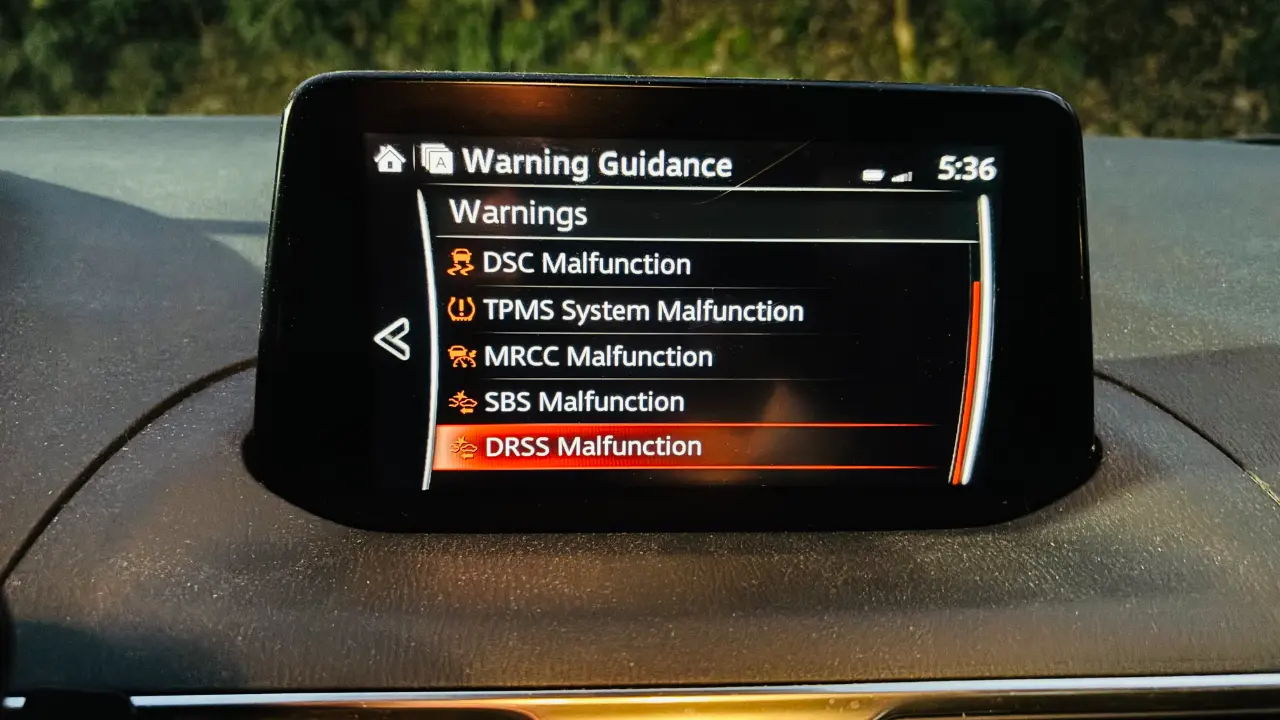 A Warning Guidance 5:36
Warnings
DSC Malfunction
TPMS System Malfunction
MRCC Malfunction
SBS Malfunction
DRSS Malfunction